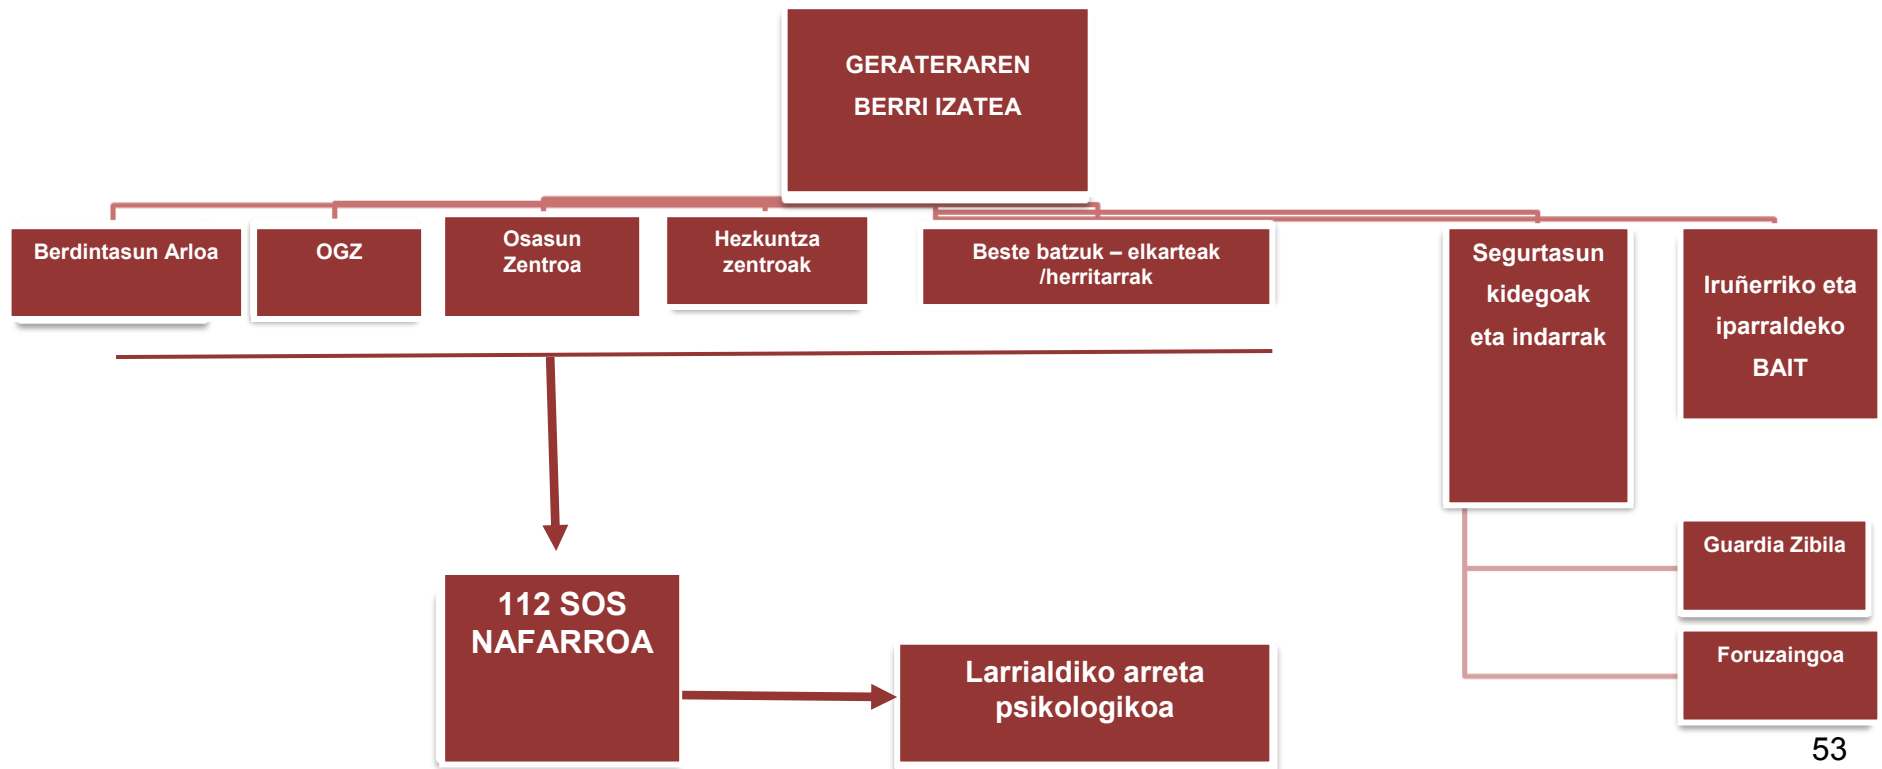 GERATERAREN
BERRI IZATEA
Berdintasun Arloa
OGZ
Osasun
Zentroa
Hezkuntza
zentroak
Beste batzuk – elkarteak
/herritarrak
Segurtasun
kidegoak
eta indarrak
Iruñerriko eta
iparraldeko
BAIT
Guardia Zibila
Foruzaingoa
112 SOS
NAFARROA
Larrialdiko arreta
psikologikoa
53